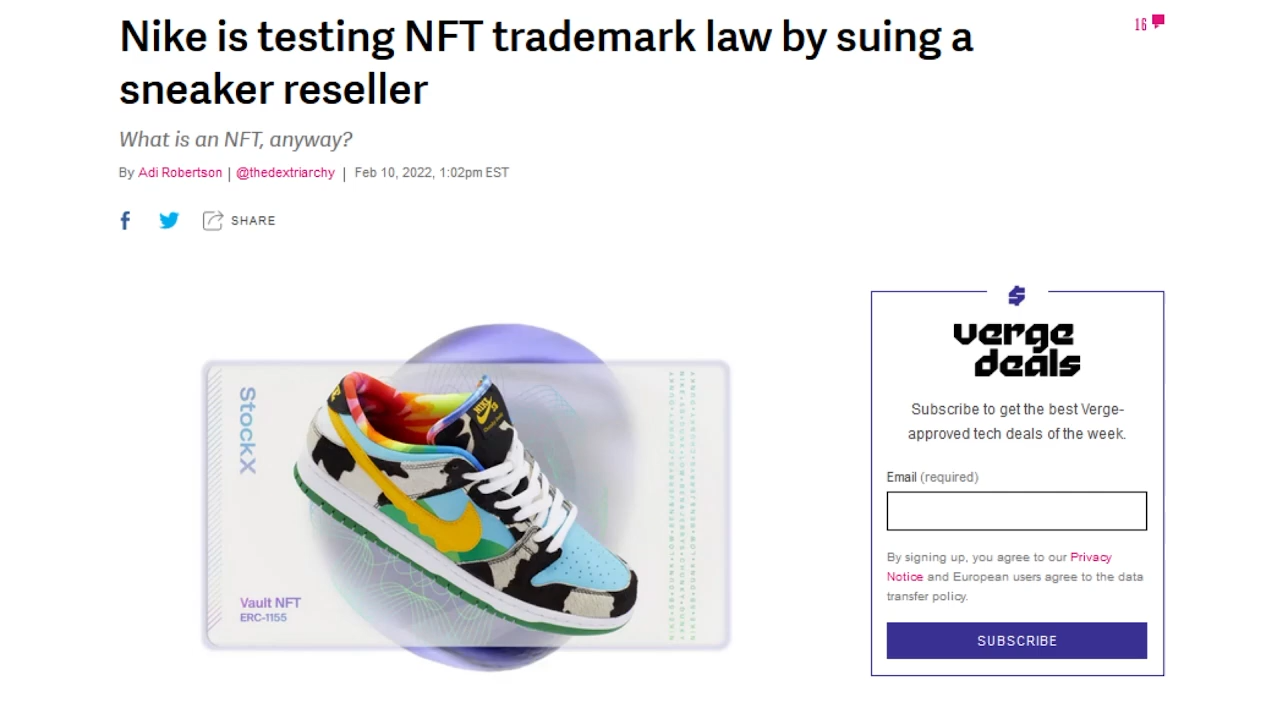 Nike is testing NFT trademark law by suing a
sneaker reseller
16
What is an NFT, anyway?
By Adi Robertson | @thedextriarchy | Feb 10, 2022, 1:02pm EST
SHARE
StockX
NIKE
Vault NFT
ERC-1155
verge
deals
Subscribe to get the best Verge-
approved tech deals of the week.
Email (required)
By signing up, you agree to our Privacy
Notice and European users agree to the data
transfer policy.
SUBSCRIBE